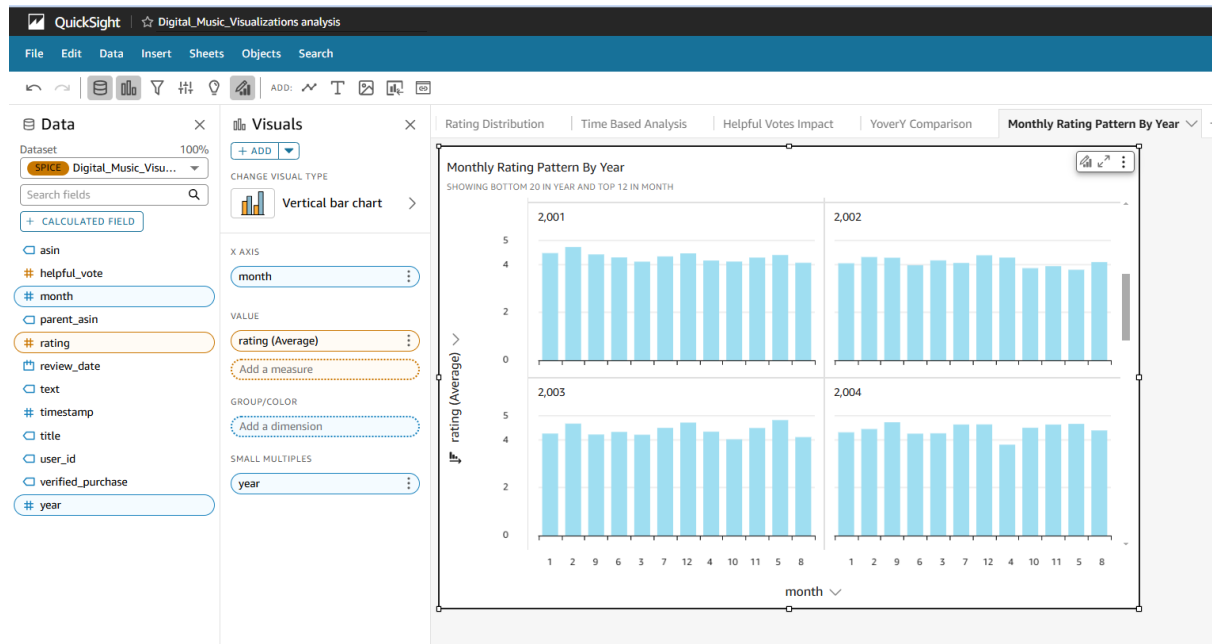 QuickSight
Digital_Music_Visualizations analysis
File Edit Data Insert Sheets Objects Search
ADD:
Data
Dataset 100%
SPICE Digital_Music_Visu...
Search fields
+ CALCULATED FIELD
asin
# helpful_vote
# month
parent_asin
# rating
review_date
text
# timestamp
title
user_id
verified_purchase
# year
Visuals
+ ADD
CHANGE VISUAL TYPE
Vertical bar chart
X AXIS
month
VALUE
rating (Average)
Add a measure
GROUP/COLOR
Add a dimension
SMALL MULTIPLES
year
Rating Distribution Time Based Analysis Helpful Votes Impact YoverY Comparison Monthly Rating Pattern By Year
Monthly Rating Pattern By Year
SHOWING BOTTOM 20 IN YEAR AND TOP 12 IN MONTH
rating (Average)
2,001 2,002
5
4
2
0
2,003 2,004
5
4
2
0
1 2 9 6 3 7 12 4 10 11 5 8 1 2 9 6 3 7 12 4 10 11 5 8
month